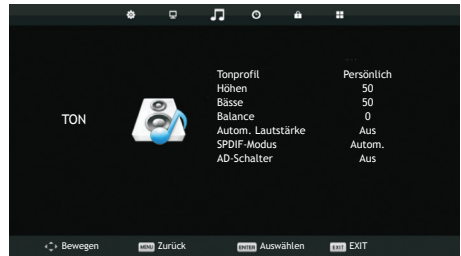 Tonprofil Persönlich
Höhen 50
Bässe 50
TON
Balance 0
Autom. Lautstärke Aus
SPDIF-Modus Autom.
AD-Schalter Aus
Bewegen MENU Zurück ENTER Auswählen EXIT EXIT